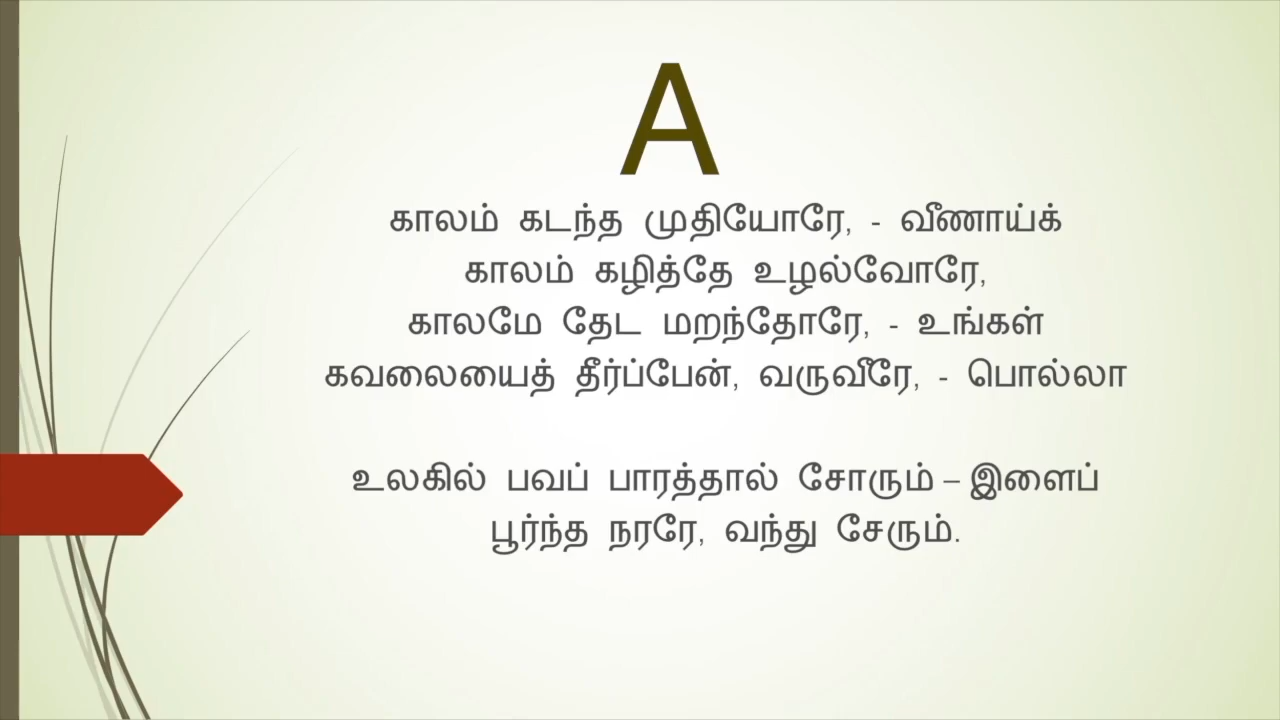 A
காலம் கடந்த முதியோரே, - வீணாய்க்
காலம் கழித்தே உழல்வோரே,
காலமே தேட மறந்தோரே, - உங்கள்
கவலையைத் தீர்ப்பேன், வருவீரே, - பொல்லா
உலகில் பவப் பாரத்தால் சோரும் – இளைப்
பூர்ந்த நரரே, வந்து சேரும்.